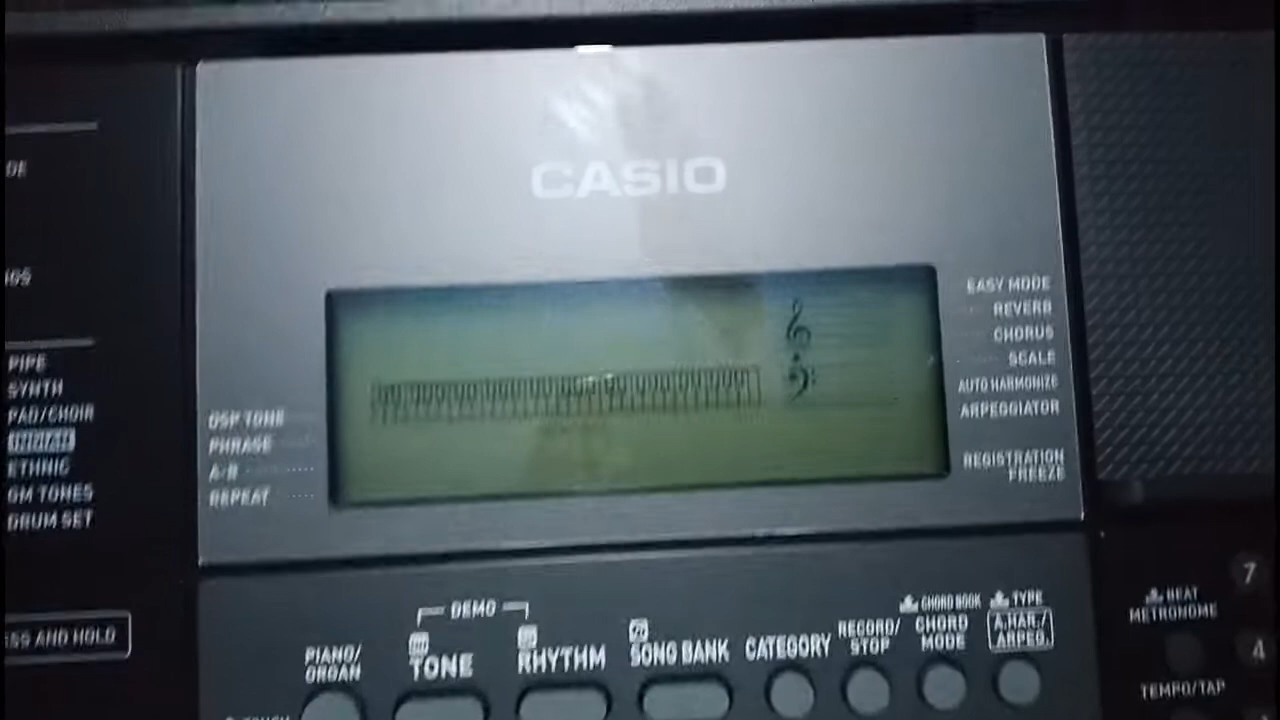 CASIO
EASY MODE
REVERB
CHORUS
SCALE
AUTO HARMONIZE
ARPEGGIATOR
REGISTRATION
FREEZE
DSP TONE
PHRASE
A-B
REPEAT
PIPE
SYNTH
PAD/CHOIR
ETHNIC
GM TONES
DRUM SET
AND HOLD
DEMO
PIANO/
ORGAN
TONE
RHYTHM
SONG BANK
CATEGORY
RECORD/
STOP
CHORD BOOK
CHORD
MODE
TYPE
A.HAR./
ARPEG.
BEAT
METRONOME
TEMPO/TAP
7
4